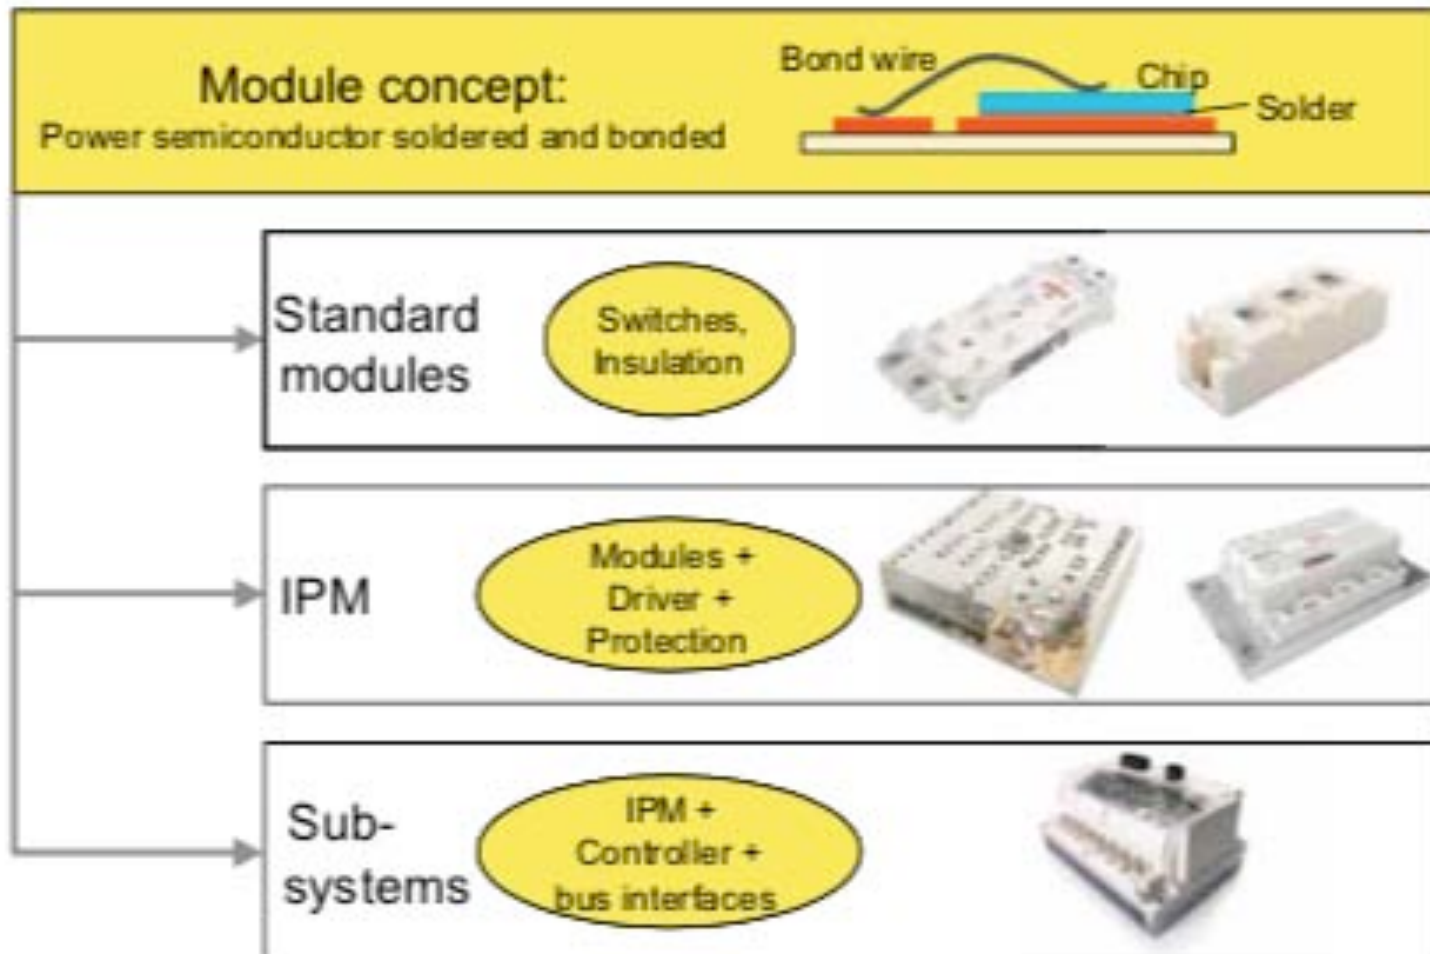 Module concept:
Power semiconductor soldered and bonded
Bond wire
Chip
Solder
Standard
modules
Switches,
Insulation
IPM
Modules +
Driver +
Protection
Sub-
systems
IPM +
Controller +
bus interfaces